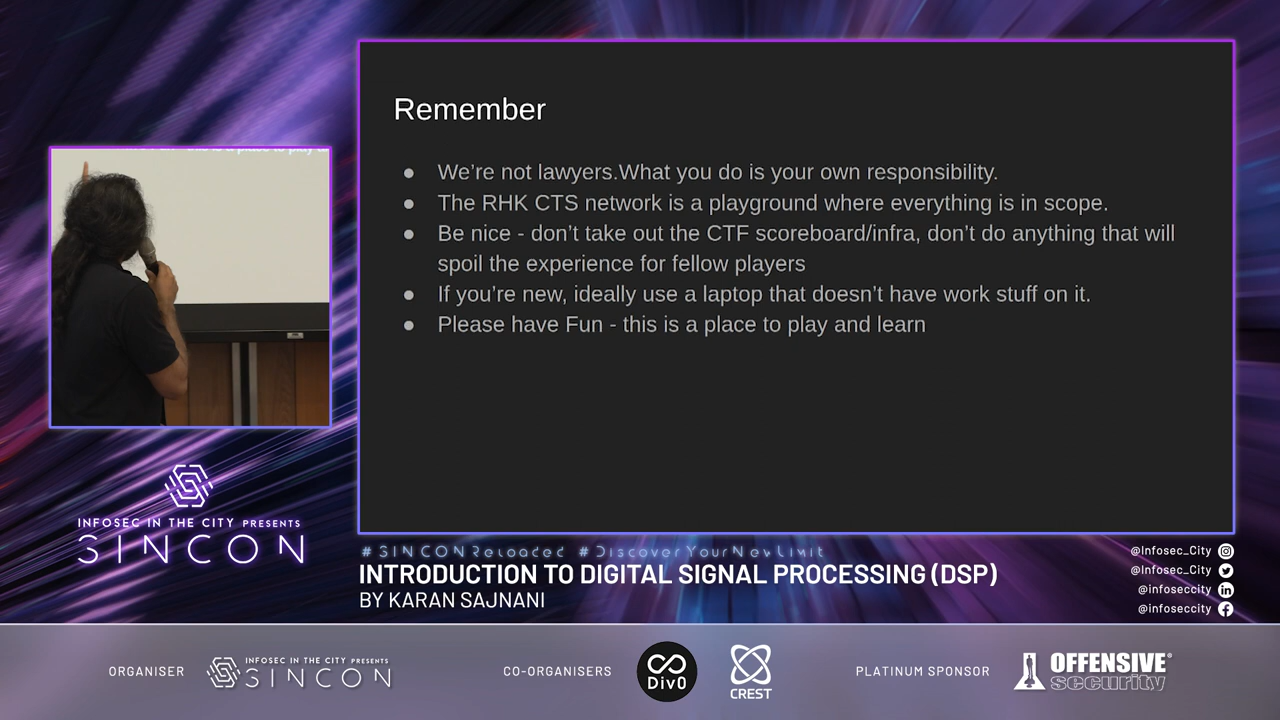 Remember
● We’re not lawyers.What you do is your own responsibility.
● The RHK CTS network is a playground where everything is in scope.
● Be nice - don’t take out the CTF scoreboard/infra, don’t do anything that will
spoil the experience for fellow players
● If you’re new, ideally use a laptop that doesn’t have work stuff on it.
● Please have Fun - this is a place to play and learn
INFOSEC IN THE CITY PRESENTS
SINCON
#SINCONReloaded #DiscoverYourNewLimit
INTRODUCTION TO DIGITAL SIGNAL PROCESSING (DSP)
BY KARAN SAJNANI
@Infosec_City
@Infosec_City
@infoseccity
@infoseccity
ORGANISER
INFOSEC IN THE CITY PRESENTS
SINCON
CO-ORGANISERS
Div0
CREST
PLATINUM SPONSOR
OFFENSIVE®
security